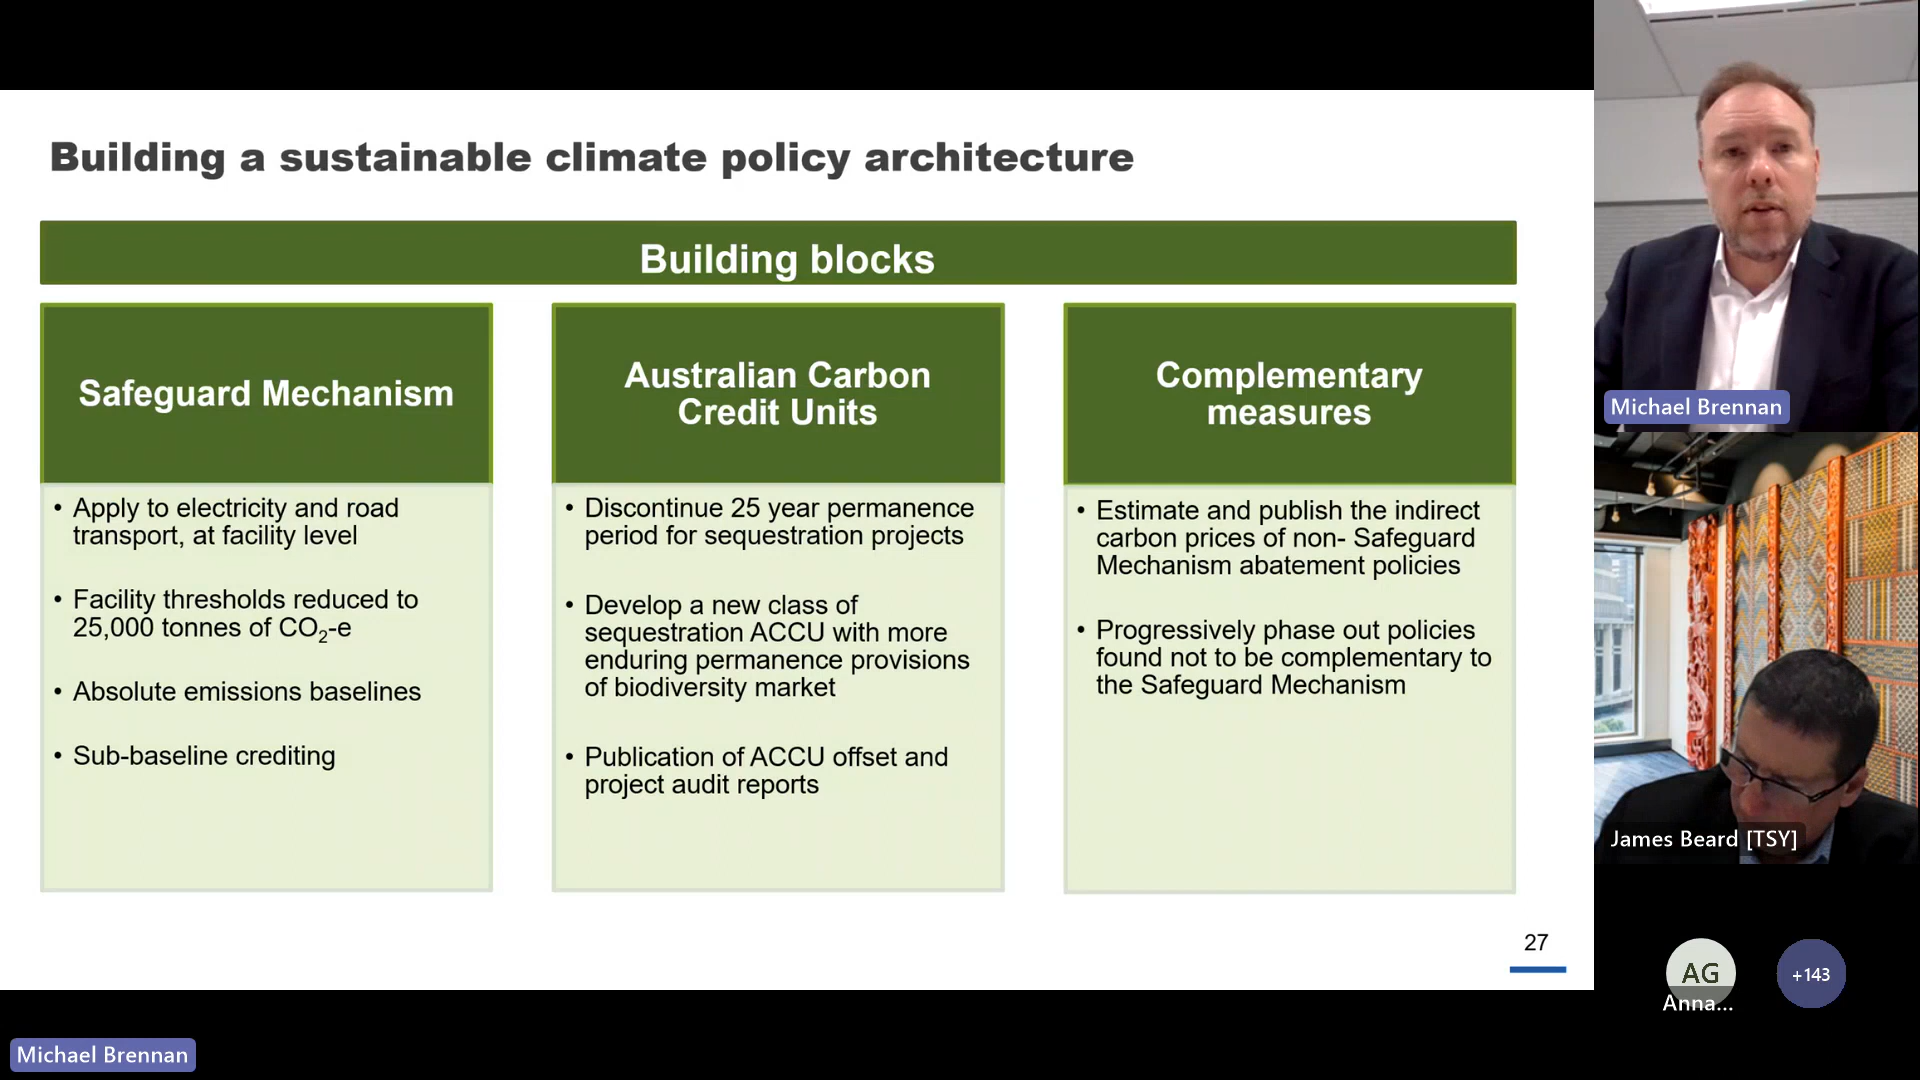 Building a sustainable climate policy architecture
Building blocks
Safeguard Mechanism
• Apply to electricity and road
transport, at facility level
• Facility thresholds reduced to
25,000 tonnes of CO₂-e
• Absolute emissions baselines
• Sub-baseline crediting
Australian Carbon
Credit Units
• Discontinue 25 year permanence
period for sequestration projects
• Develop a new class of
sequestration ACCU with more
enduring permanence provisions
of biodiversity market
• Publication of ACCU offset and
project audit reports
Complementary
measures
• Estimate and publish the indirect
carbon prices of non- Safeguard
Mechanism abatement policies
• Progressively phase out policies
found not to be complementary to
the Safeguard Mechanism
27
Michael Brennan
James Beard [TSY]
AG
Anna...
+143
Michael Brennan